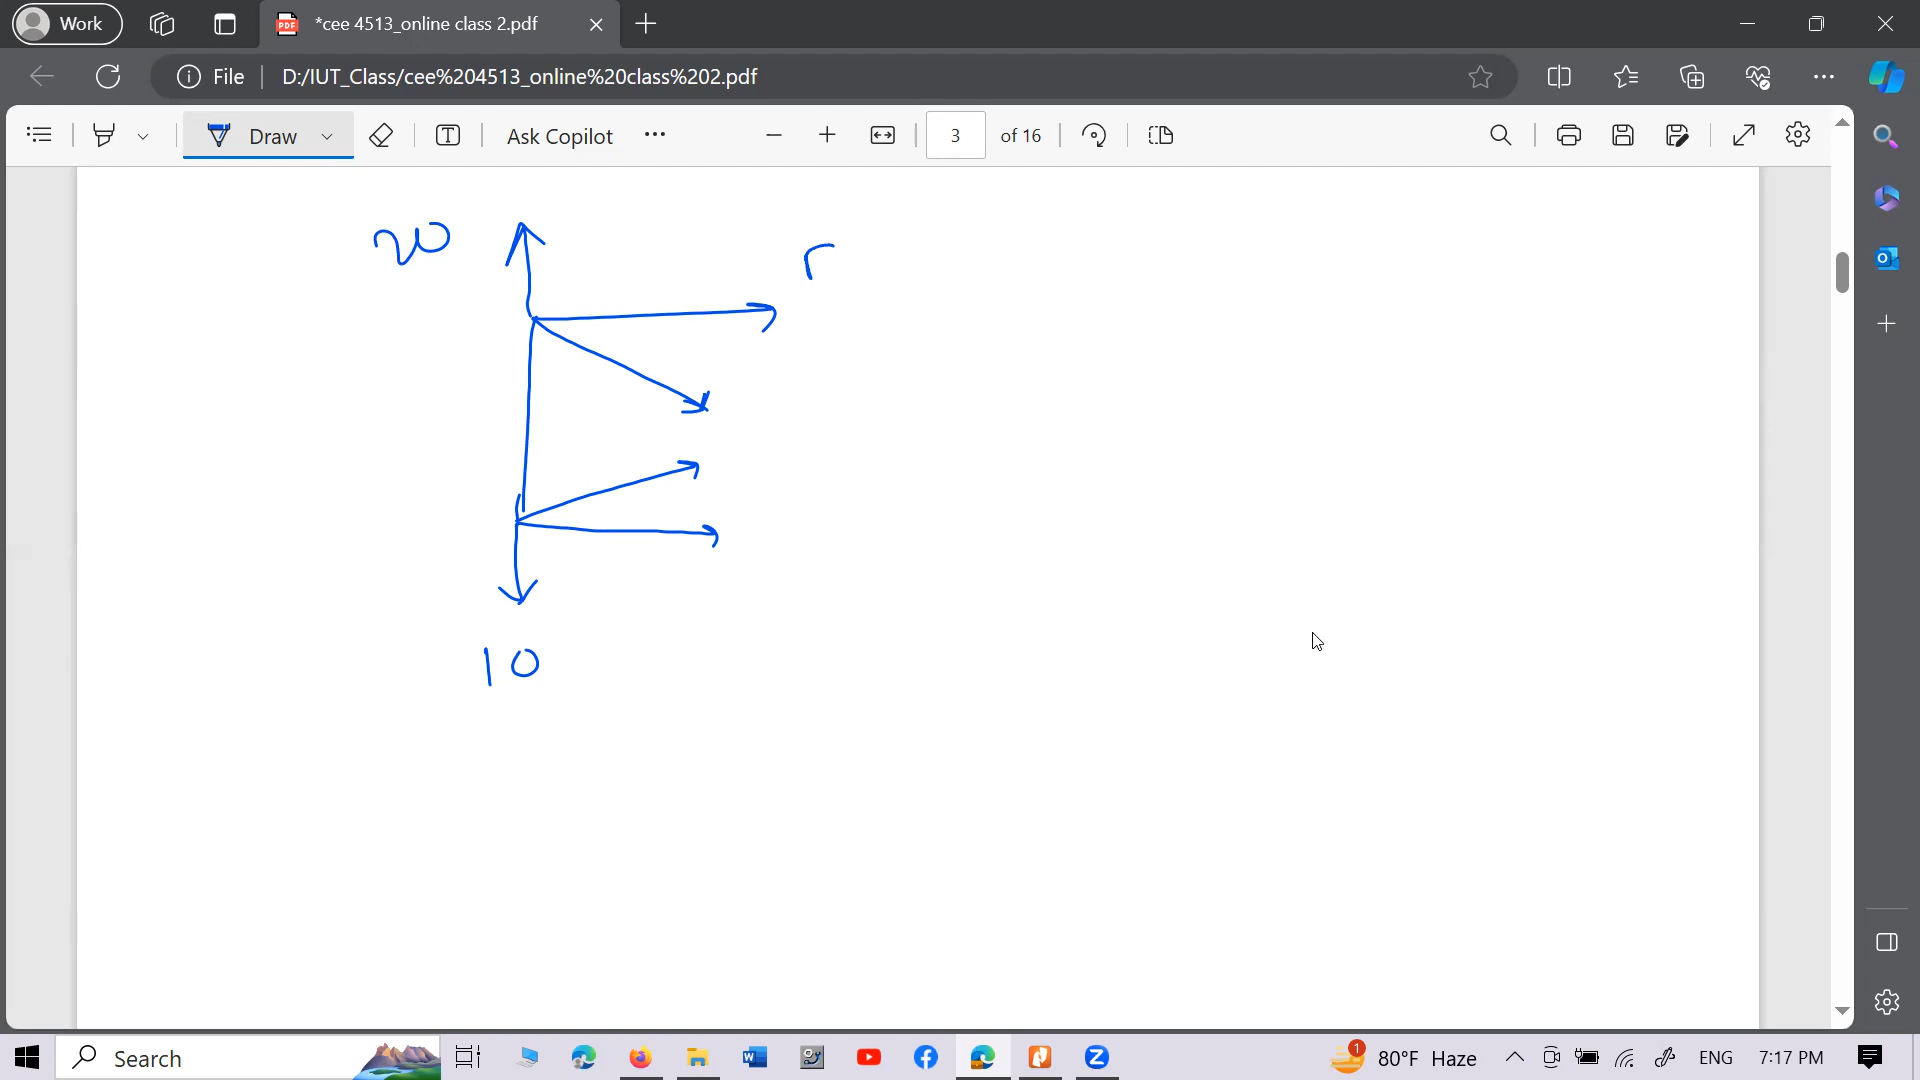 Work
*cee 4513_online class 2.pdf
File
D:/IUT_Class/cee%204513_online%20class%202.pdf
Draw
Ask Copilot
3
of 16
20
r
10
Search
1
80°F Haze
ENG
7:17 PM